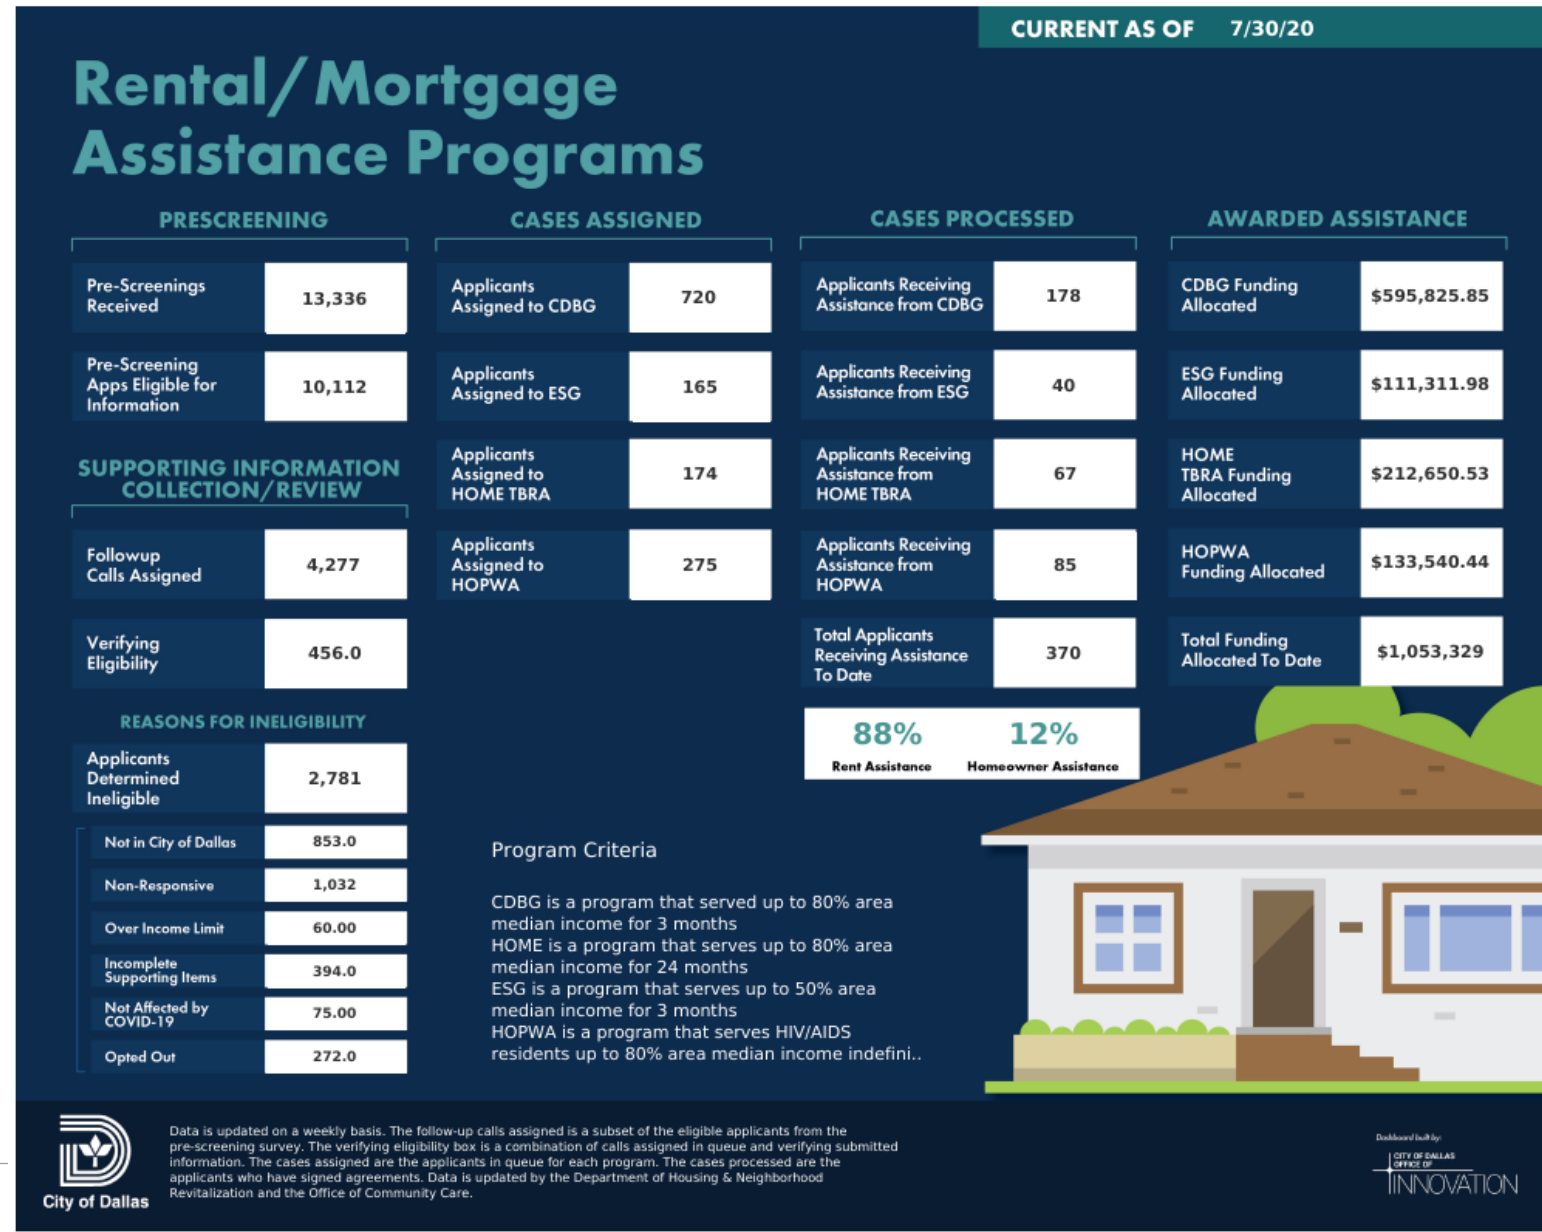 CURRENT AS OF 7/30/20
Rental/Mortgage
Assistance Programs
PRESCREENING
Pre-Screenings
Received
13,336
Pre-Screening
Apps Eligible for
Information
10,112
SUPPORTING INFORMATION
COLLECTION/REVIEW
Followup
Calls Assigned
4,277
Verifying
Eligibility
456.0
REASONS FOR INELIGIBILITY
Applicants
Determined
Ineligible
2,781
Not in City of Dallas
853.0
Non-Responsive
1,032
Over Income Limit
60.00
Incomplete
Supporting Items
394.0
Not Affected by
COVID-19
75.00
Opted Out
272.0
CASES ASSIGNED
Applicants
Assigned to CDBG
720
Applicants
Assigned to ESG
165
Applicants
Assigned to
HOME TBRA
174
Applicants
Assigned to
HOPWA
275
CASES PROCESSED
Applicants Receiving
Assistance from CDBG
178
Applicants Receiving
Assistance from ESG
40
Applicants Receiving
Assistance from
HOME TBRA
67
Applicants Receiving
Assistance from
HOPWA
85
Total Applicants
Receiving Assistance
To Date
370
88% 12%
Rent Assistance Homeowner Assistance
AWARDED ASSISTANCE
CDBG Funding
Allocated
$595,825.85
ESG Funding
Allocated
$111,311.98
HOME
TBRA Funding
Allocated
$212,650.53
HOPWA
Funding Allocated
$133,540.44
Total Funding
Allocated To Date
$1,053,329
Program Criteria
CDBG is a program that served up to 80% area
median income for 3 months
HOME is a program that serves up to 80% area
median income for 24 months
ESG is a program that serves up to 50% area
median income for 3 months
HOPWA is a program that serves HIV/AIDS
residents up to 80% area median income indefini..
City of Dallas
Data is updated on a weekly basis. The follow-up calls assigned is a subset of the eligible applicants from the
pre-screening survey. The verifying eligibility box is a combination of calls assigned in queue and verifying submitted
information. The cases assigned are the applicants in queue for each program. The cases processed are the
applicants who have signed agreements. Data is updated by the Department of Housing & Neighborhood
Revitalization and the Office of Community Care.
Dashboard built by:
CITY OF DALLAS
OFFICE OF
INNOVATION